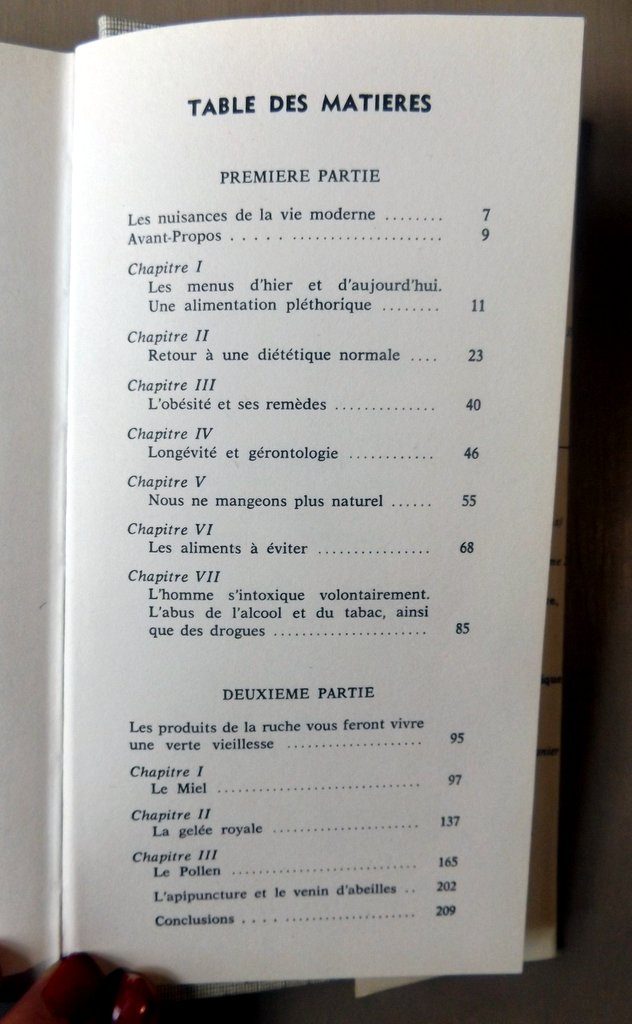 TABLE DES MATIERES
PREMIERE PARTIE
Les nuisances de la vie moderne ........ 7
Avant-Propos ........................... 9
Chapitre I
Les menus d'hier et d'aujourd'hui.
Une alimentation pléthorique ........ 11
Chapitre II
Retour à une diététique normale .... 23
Chapitre III
L'obésité et ses remèdes .............. 40
Chapitre IV
Longévité et gérontologie ............ 46
Chapitre V
Nous ne mangeons plus naturel ...... 55
Chapitre VI
Les aliments à éviter ................ 68
Chapitre VII
L'homme s'intoxique volontairement.
L'abus de l'alcool et du tabac, ainsi
que des drogues ...................... 85
DEUXIEME PARTIE
Les produits de la ruche vous feront vivre
une verte vieillesse .................. 95
Chapitre I
Le Miel .............................. 97
Chapitre II
La gelée royale ...................... 137
Chapitre III
Le Pollen ............................ 165
L'apipuncture et le venin d'abeilles .. 202
Conclusions ........................ 209